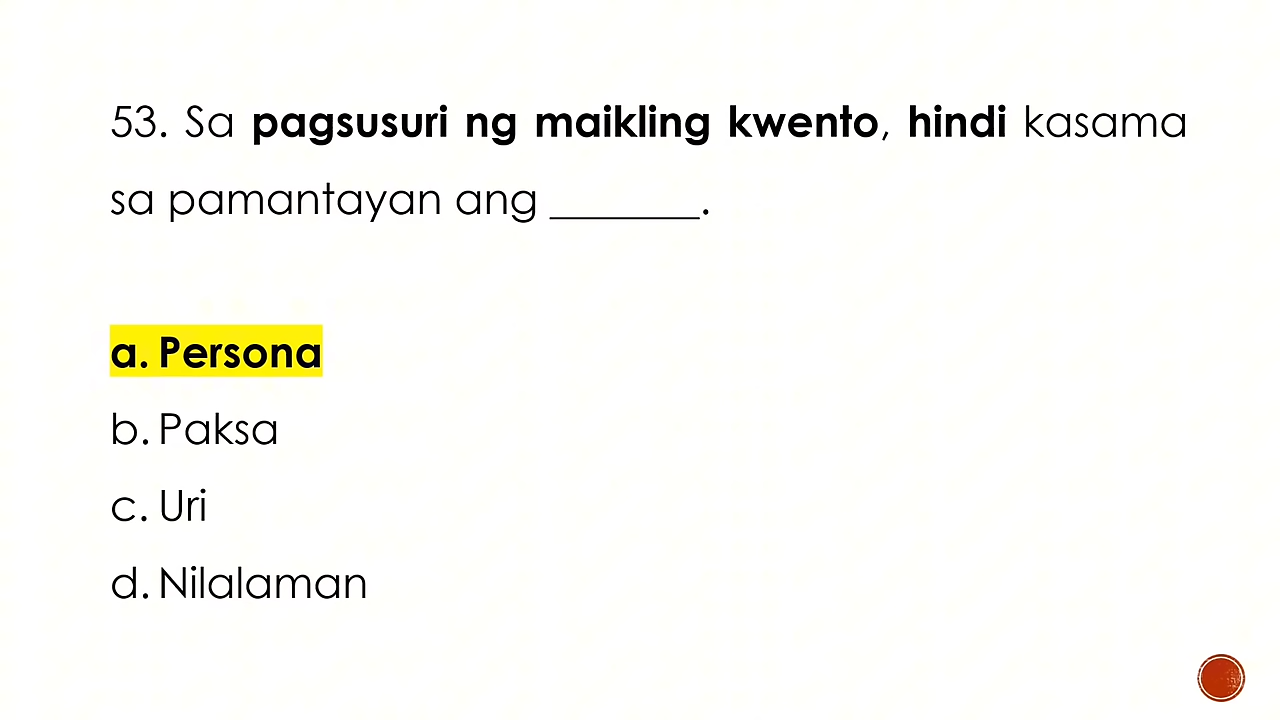 53. Sa pagsusuri ng maikling kwento, hindi kasama
sa pamantayan ang _______.
a. Persona
b. Paksa
c. Uri
d. Nilalaman